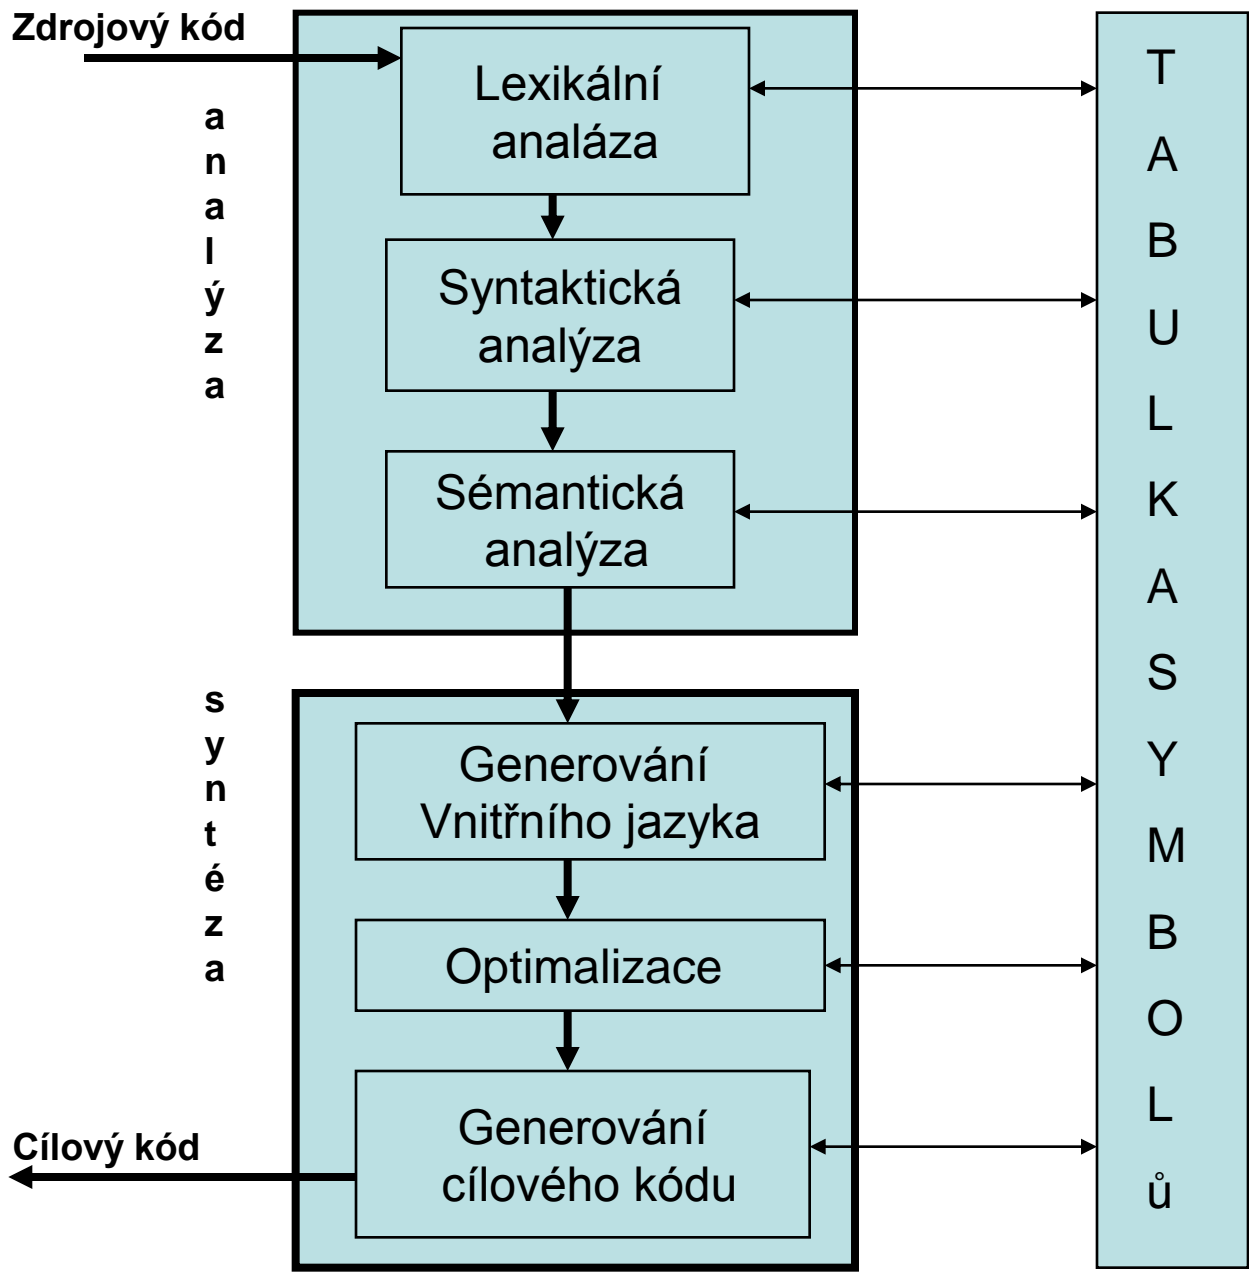 Zdrojový kód
a
n
a
l
ý
z
a
Lexikální
analáza
Syntaktická
analýza
Sémantická
analýza
s
y
n
t
é
z
a
Generování
Vnitřního jazyka
Optimalizace
Generování
cílového kódu
Cílový kód
T
A
B
U
L
K
A
S
Y
M
B
O
L
ů